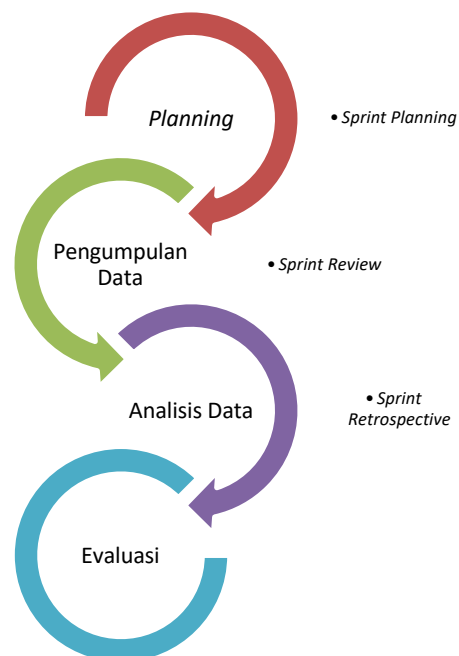 Planning
• Sprint Planning
Pengumpulan
Data
• Sprint Review
Analisis Data
• Sprint
Retrospective
Evaluasi